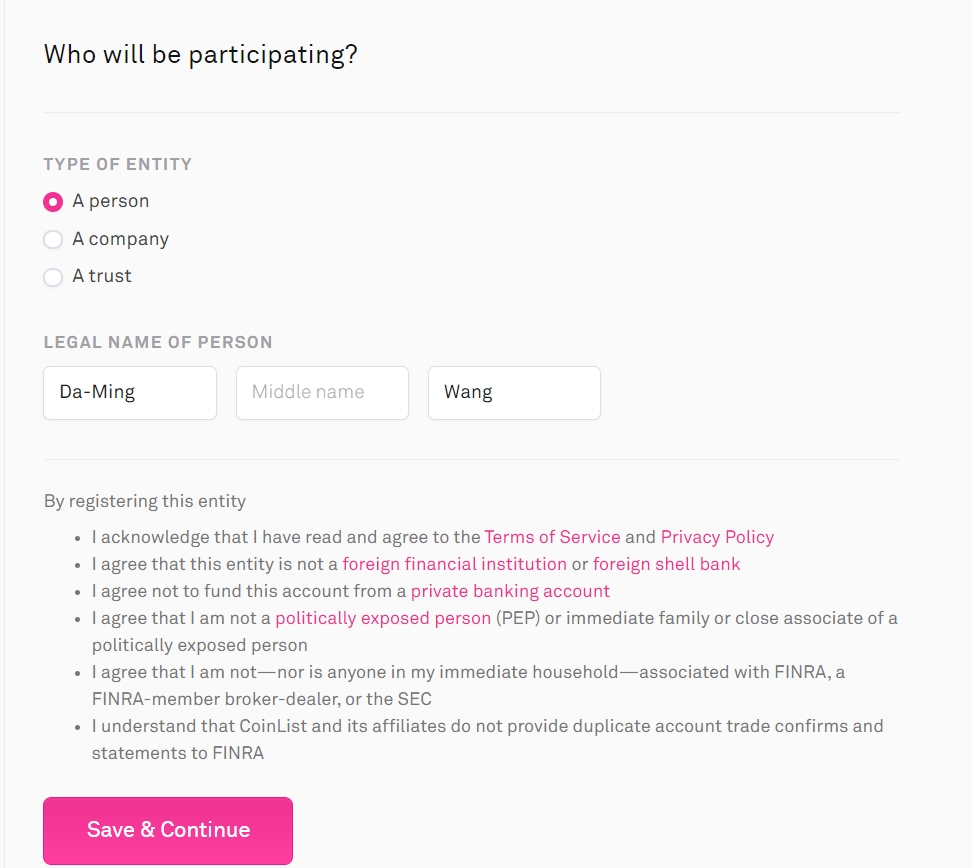 Who will be participating?
TYPE OF ENTITY
A person
A company
A trust
LEGAL NAME OF PERSON
Da-Ming Middle name Wang
By registering this entity
• I acknowledge that I have read and agree to the Terms of Service and Privacy Policy
• I agree that this entity is not a foreign financial institution or foreign shell bank
• I agree not to fund this account from a private banking account
• I agree that I am not a politically exposed person (PEP) or immediate family or close associate of a
politically exposed person
• I agree that I am not—nor is anyone in my immediate household—associated with FINRA, a
FINRA-member broker-dealer, or the SEC
• I understand that CoinList and its affiliates do not provide duplicate account trade confirms and
statements to FINRA
Save & Continue